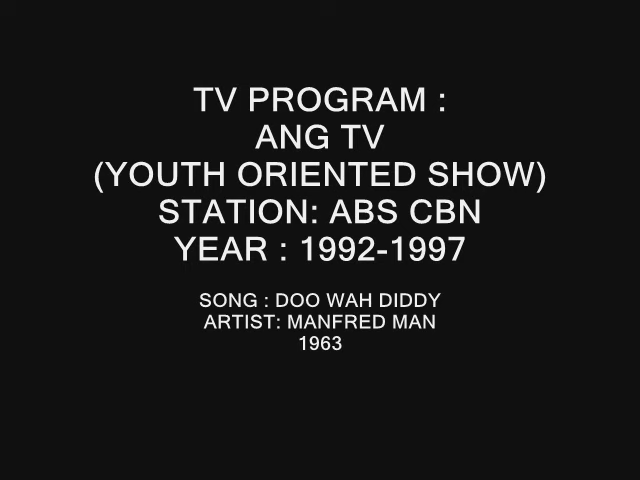 TV PROGRAM :
ANG TV
(YOUTH ORIENTED SHOW)
STATION: ABS CBN
YEAR : 1992-1997
SONG : DOO WAH DIDDY
ARTIST: MANFRED MAN
1963